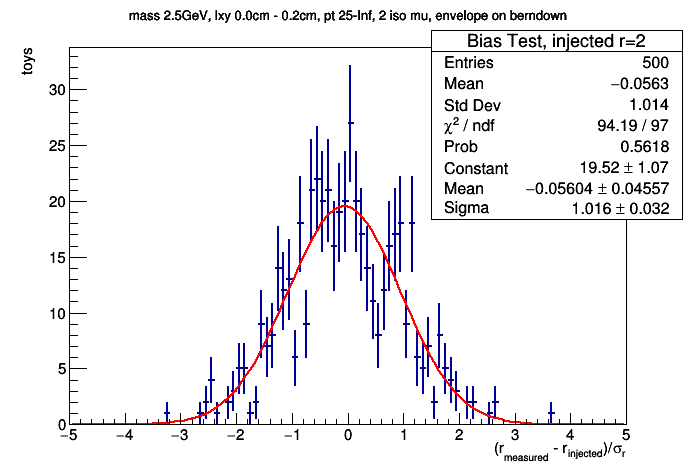 mass 2.5GeV, lxy 0.0cm - 0.2cm, pt 25-Inf, 2 iso mu, envelope on berndown
Bias Test, injected r=2
Entries 500
Mean −0.0563
Std Dev 1.014
χ² / ndf 94.19 / 97
Prob 0.5618
Constant 19.52 ± 1.07
Mean −0.05604 ± 0.04557
Sigma 1.016 ± 0.032
toys
30
25
20
15
10
5
0
−5 −4 −3 −2 −1 0 1 2 3 4 5
(r_measured - r_injected)/σ_r